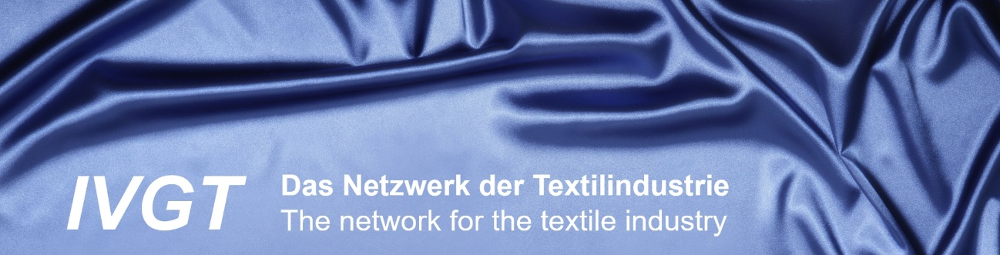 IVGT
Das Netzwerk der Textilindustrie
The network for the textile industry